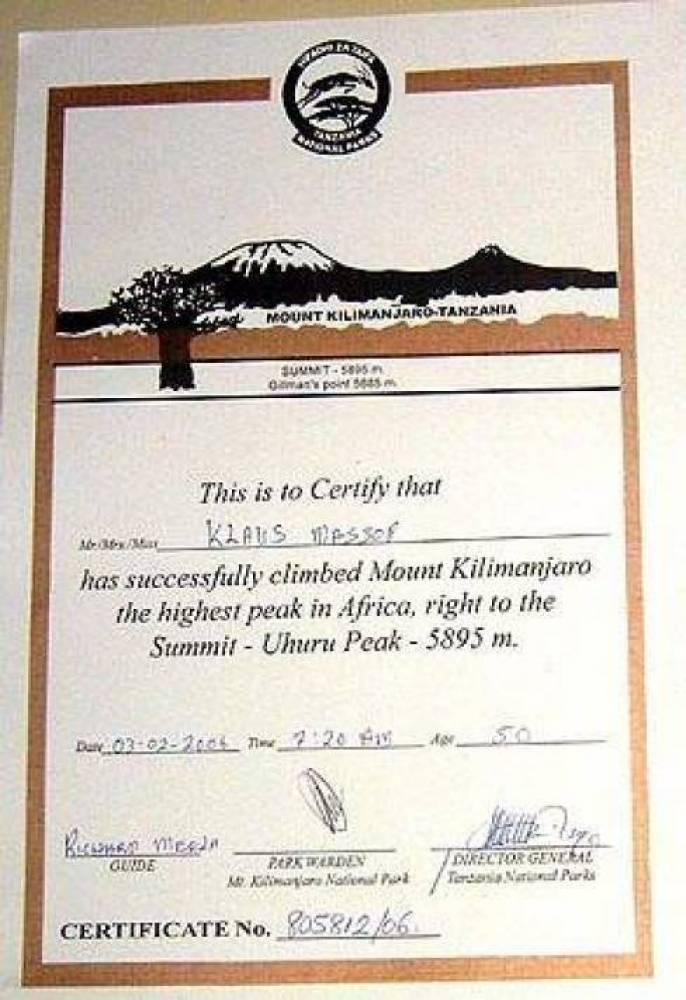 HIFADHI ZA TAIFA
TANZANIA
NATIONAL PARKS
MOUNT KILIMANJARO-TANZANIA
SUMMIT - 5895 m.
Gillman's point 5685 m.
This is to Certify that
Mr/Mrs/Miss KLAUS MASSOF
has successfully climbed Mount Kilimanjaro
the highest peak in Africa, right to the
Summit - Uhuru Peak - 5895 m.
Date 03-02-2006 Time 7:20 AM Age 50
GUIDE PARK WARDEN DIRECTOR GENERAL
Mt. Kilimanjaro National Park Tanzania National Parks
CERTIFICATE No. 805812/06